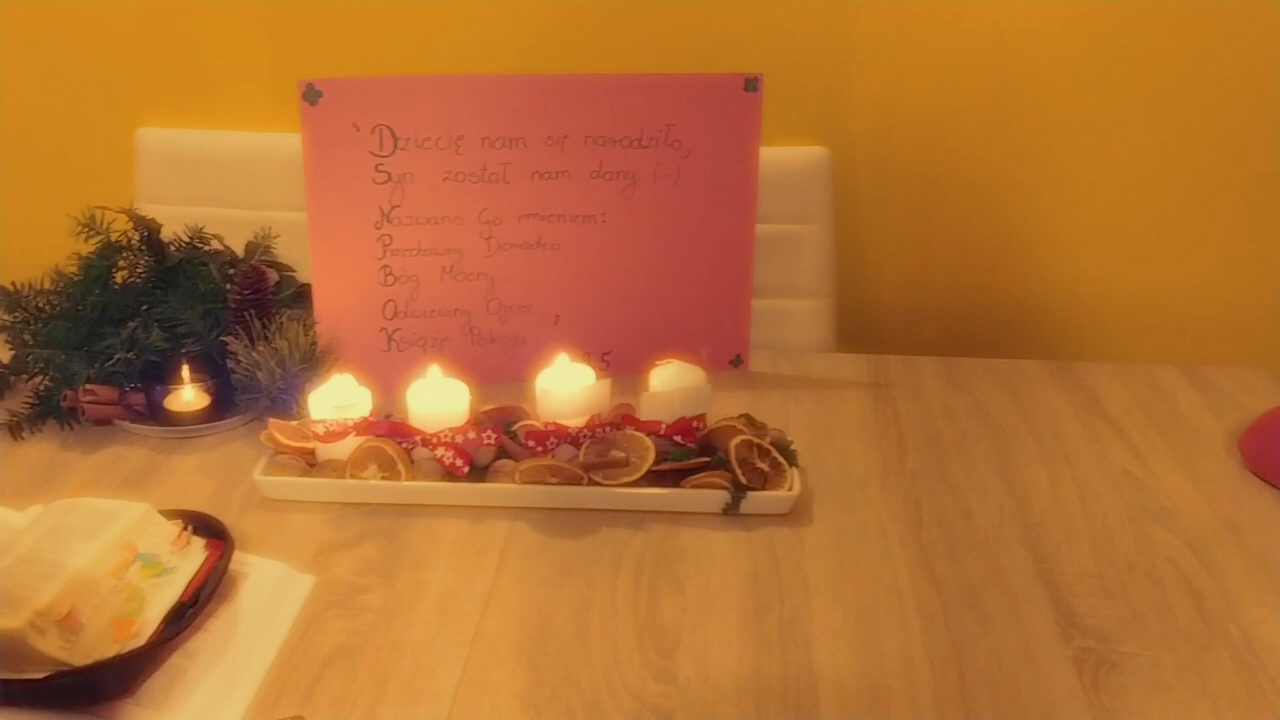 "Dziecię nam się narodziło,
Syn został nam dany (-)
Nazwano Go imieniem:
Przedziwny Doradca,
Bóg Mocny,
Odwieczny Ojciec,
Książę Pokoju
5